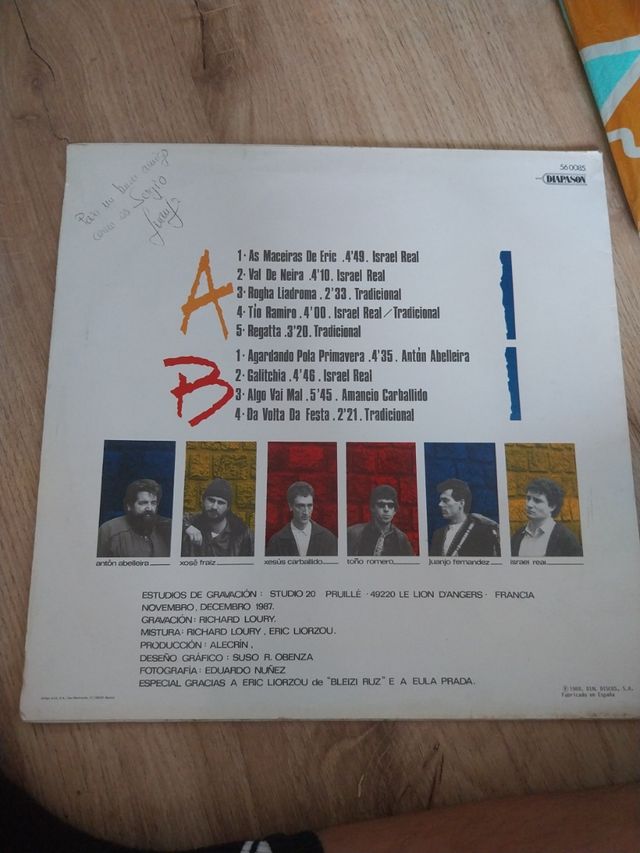 Para un buen amigo
como es Sergio
56 0085
DIAPASON
A
1· As Maceiras De Eric .4'49. Israel Real
2· Val De Neira .4'10. Israel Real
3· Rogha Liadroma .2'33. Tradicional
4· Tío Ramiro .4'00. Israel Real/Tradicional
5· Regatta .3'20. Tradicional
B
1· Agardando Pola Primavera .4'35. Antón Abelleira
2· Galitchia .4'46. Israel Real
3· Algo Vai Mal .5'45. Amancio Carballido
4· Da Volta Da Festa .2'21. Tradicional
antón abelleira
xosé fraiz
xesús carballido
toño romero
juanjo fernandez
israel real
ESTUDIOS DE GRAVACIÓN: STUDIO 20 PRUILLÉ ·49220 LE LION D'ANGERS· FRANCIA
NOVEMBRO, DECEMBRO 1987.
GRAVACIÓN: RICHARD LOURY.
MISTURA: RICHARD LOURY, ERIC LIORZOU.
PRODUCCIÓN: ALECRÍN,
DESEÑO GRÁFICO: SUSO R. OBENZA
FOTOGRAFÍA: EDUARDO NUÑEZ
ESPECIAL GRACIAS A ERIC LIORZOU de "BLEIZI RUZ" E A EULA PRADA.
℗ 1988, DIAL DISCOS, S.A.
Fabricado en España